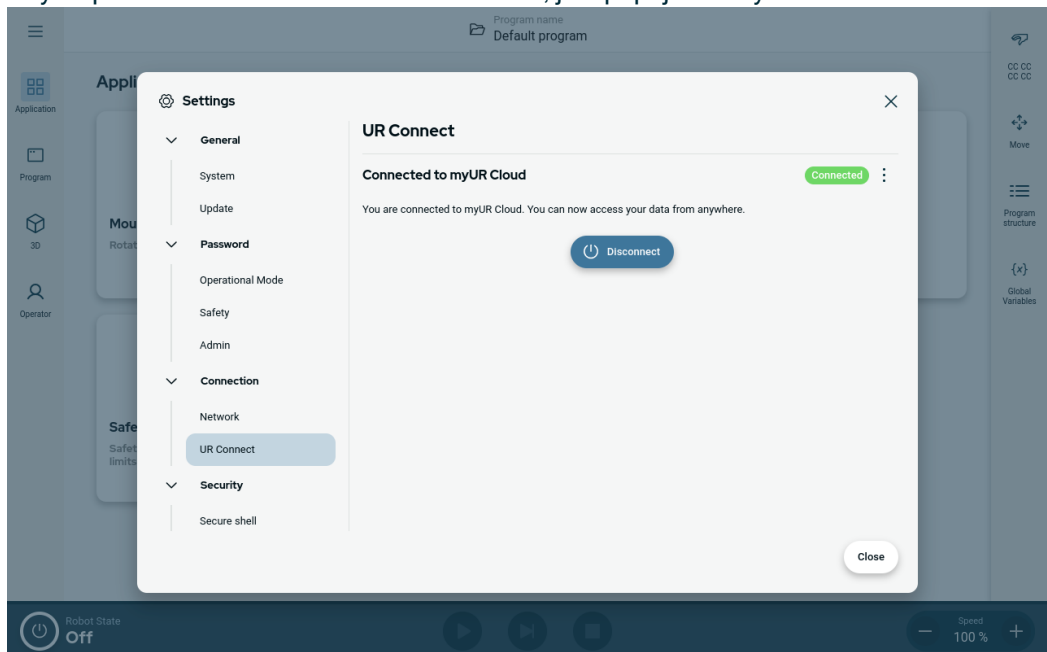 Program name
Default program
Application
Program
3D
Operator
Appli
Mou
Rotat
Safe
Safet
limits
Settings
General
System
Update
Password
Operational Mode
Safety
Admin
Connection
Network
UR Connect
Security
Secure shell
UR Connect
Connected to myUR Cloud
Connected
You are connected to myUR Cloud. You can now access your data from anywhere.
Disconnect
Close
CC CC
CC CC
Move
Program
structure
{x}
Global
Variables
Robot State
Off
Speed
100 %